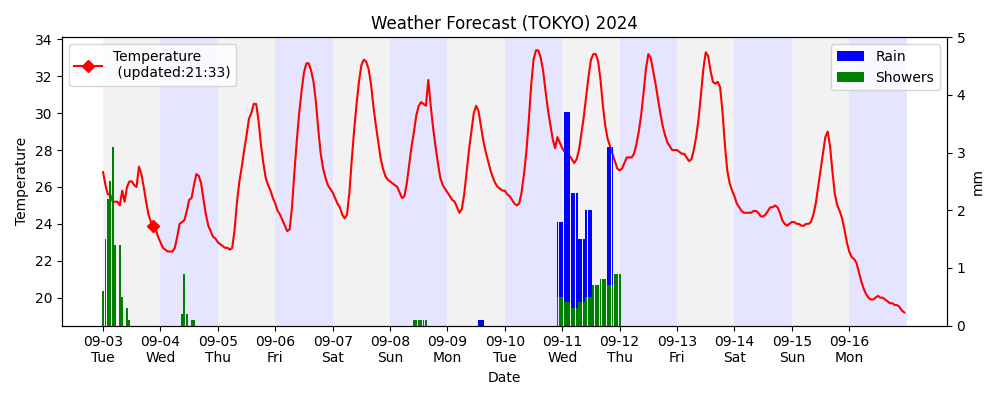 Weather Forecast (TOKYO) 2024
Temperature
(updated:21:33)
Rain
Showers
Temperature
34
32
30
28
26
24
22
20
5
4
3
2
1
0
mm
09-03 09-04 09-05 09-06 09-07 09-08 09-09 09-10 09-11 09-12 09-13 09-14 09-15 09-16
Tue Wed Thu Fri Sat Sun Mon Tue Wed Thu Fri Sat Sun Mon
Date